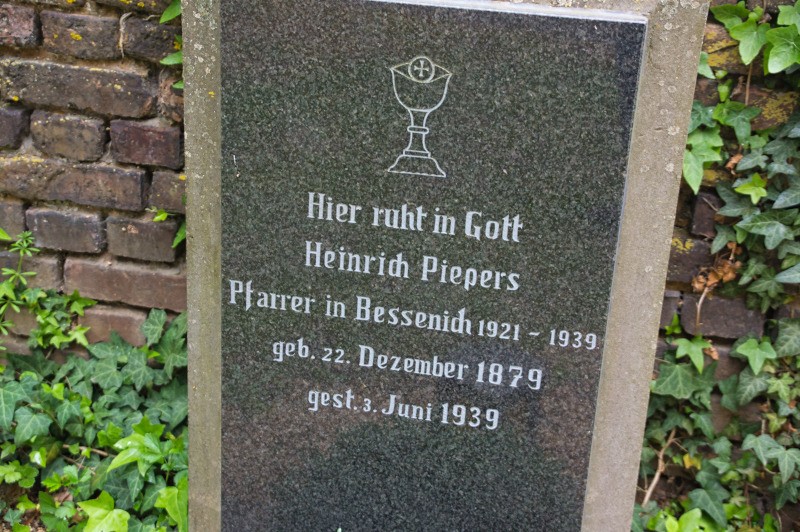 Hier ruht in Gott
Heinrich Piepers
Pfarrer in Bessenich 1921 - 1939
geb. 22. Dezember 1879
gest. 3. Juni 1939